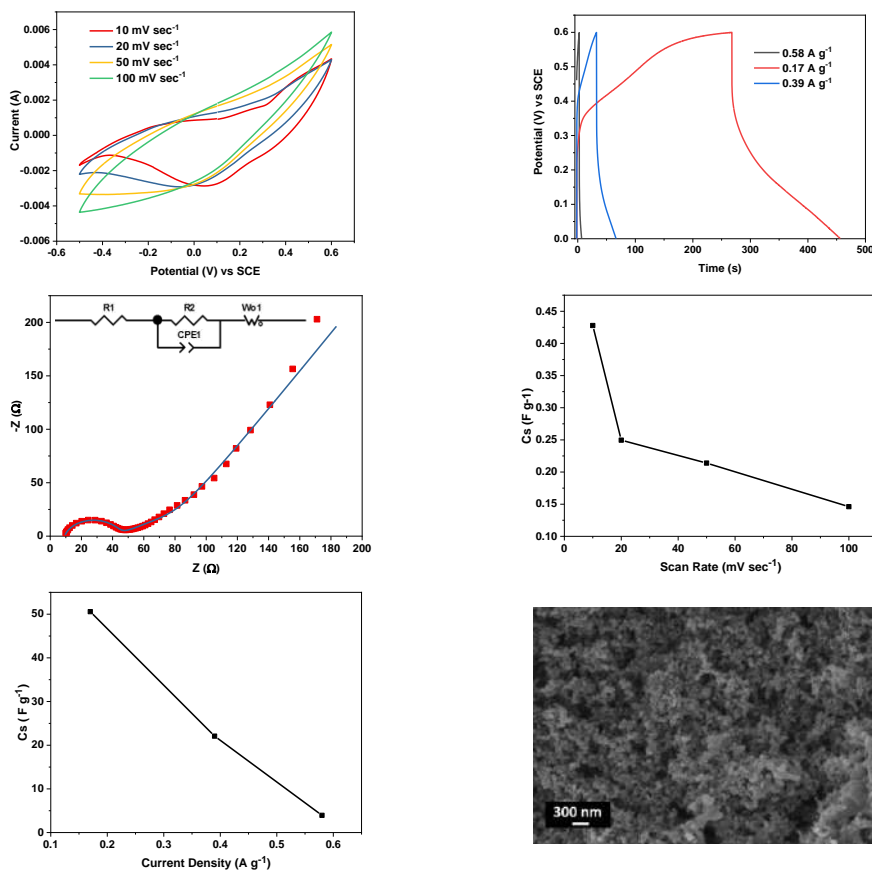 0.006
0.004
0.002
0.000
-0.002
-0.004
-0.006
Current (A)
10 mV sec⁻¹
20 mV sec⁻¹
50 mV sec⁻¹
100 mV sec⁻¹
-0.6 -0.4 -0.2 0.0 0.2 0.4 0.6
Potential (V) vs SCE
0.6
0.5
0.4
0.3
0.2
0.1
0.0
Potential (V) vs SCE
0.58 A g⁻¹
0.17 A g⁻¹
0.39 A g⁻¹
0 100 200 300 400 500
Time (s)
200
150
100
50
0
-Z (Ω)
R1 R2 Wo1
CPE1
0 20 40 60 80 100 120 140 160 180 200
Z (Ω)
0.45
0.40
0.35
0.30
0.25
0.20
0.15
0.10
Cs (F g-1)
0 20 40 60 80 100
Scan Rate (mV sec⁻¹)
50
40
30
20
10
0
Cs ( F g⁻¹)
0.1 0.2 0.3 0.4 0.5 0.6
Current Density (A g⁻¹)
300 nm